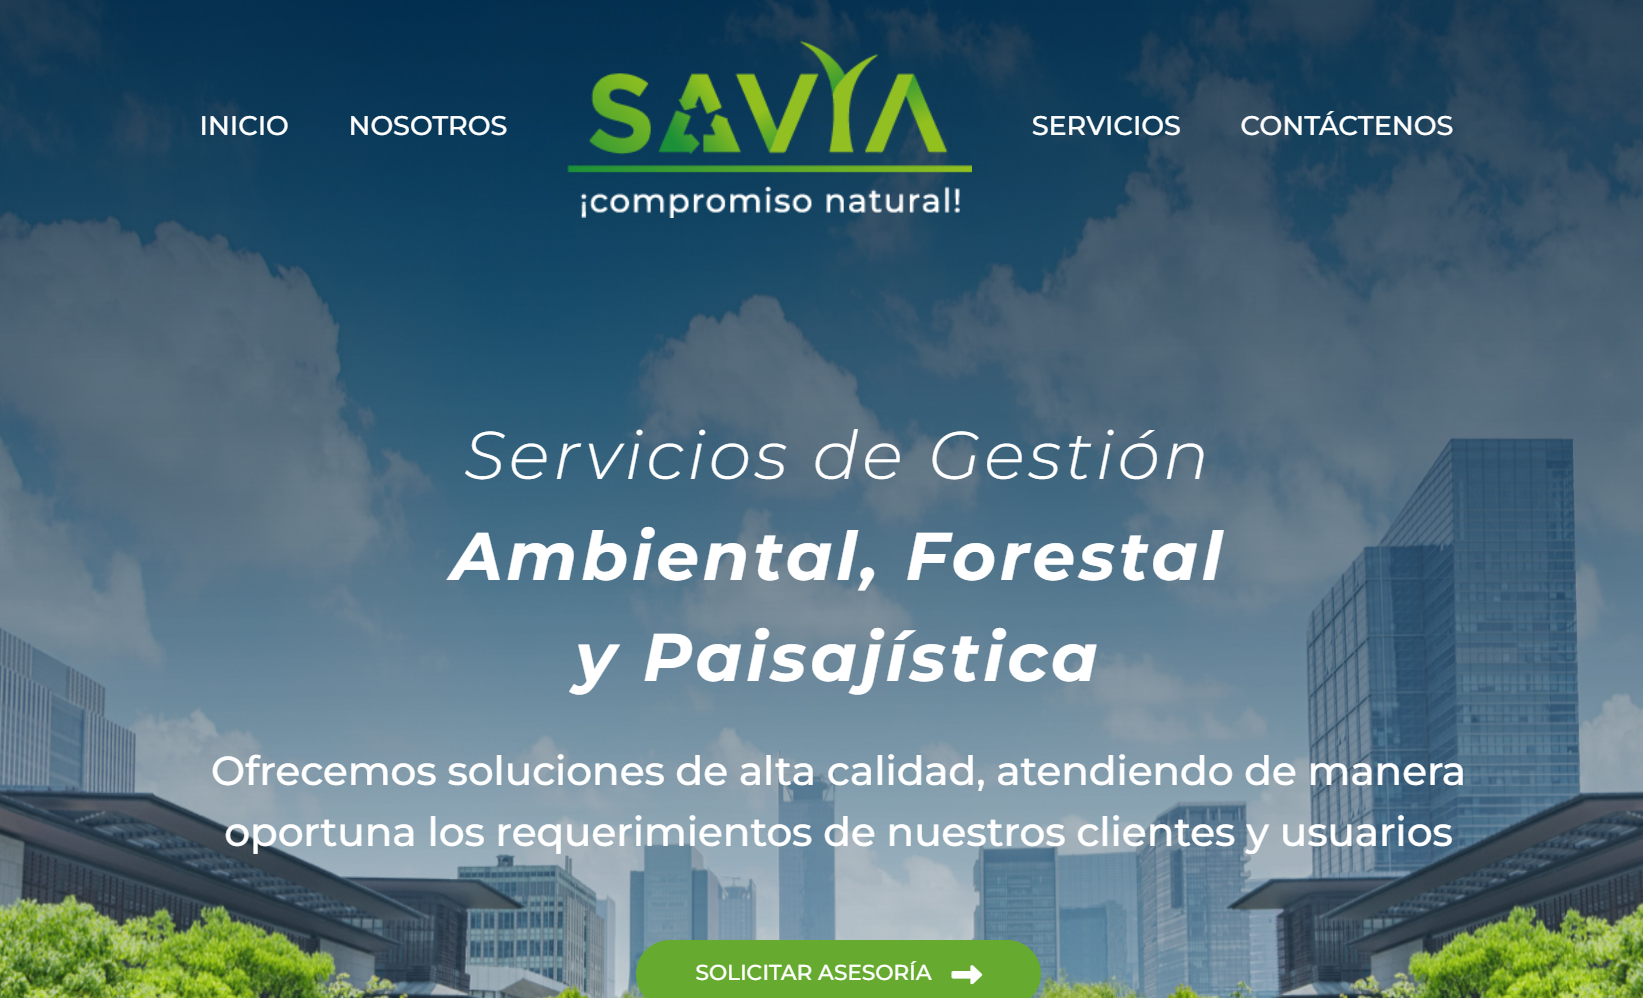 INICIO NOSOTROS SAVIA SERVICIOS CONTÁCTENOS
¡compromiso natural!
Servicios de Gestión
Ambiental, Forestal
y Paisajística
Ofrecemos soluciones de alta calidad, atendiendo de manera
oportuna los requerimientos de nuestros clientes y usuarios
SOLICITAR ASESORÍA